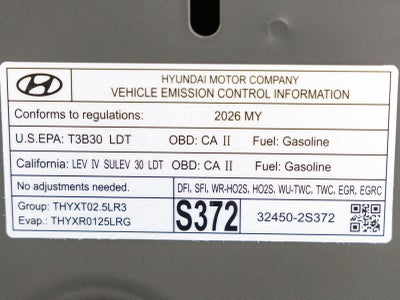 HYUNDAI MOTOR COMPANY
VEHICLE EMISSION CONTROL INFORMATION
Conforms to regulations: 2026 MY
U.S.EPA: T3B30 LDT OBD: CA II Fuel: Gasoline
California: LEV IV SULEV 30 LDT OBD: CA II Fuel: Gasoline
No adjustments needed. DFI, SFI, WR-HO2S, HO2S, WU-TWC, TWC, EGR, EGRC
Group: THYXT02.5LR3
Evap.: THYXR0125LRG
S372
32450-2S372